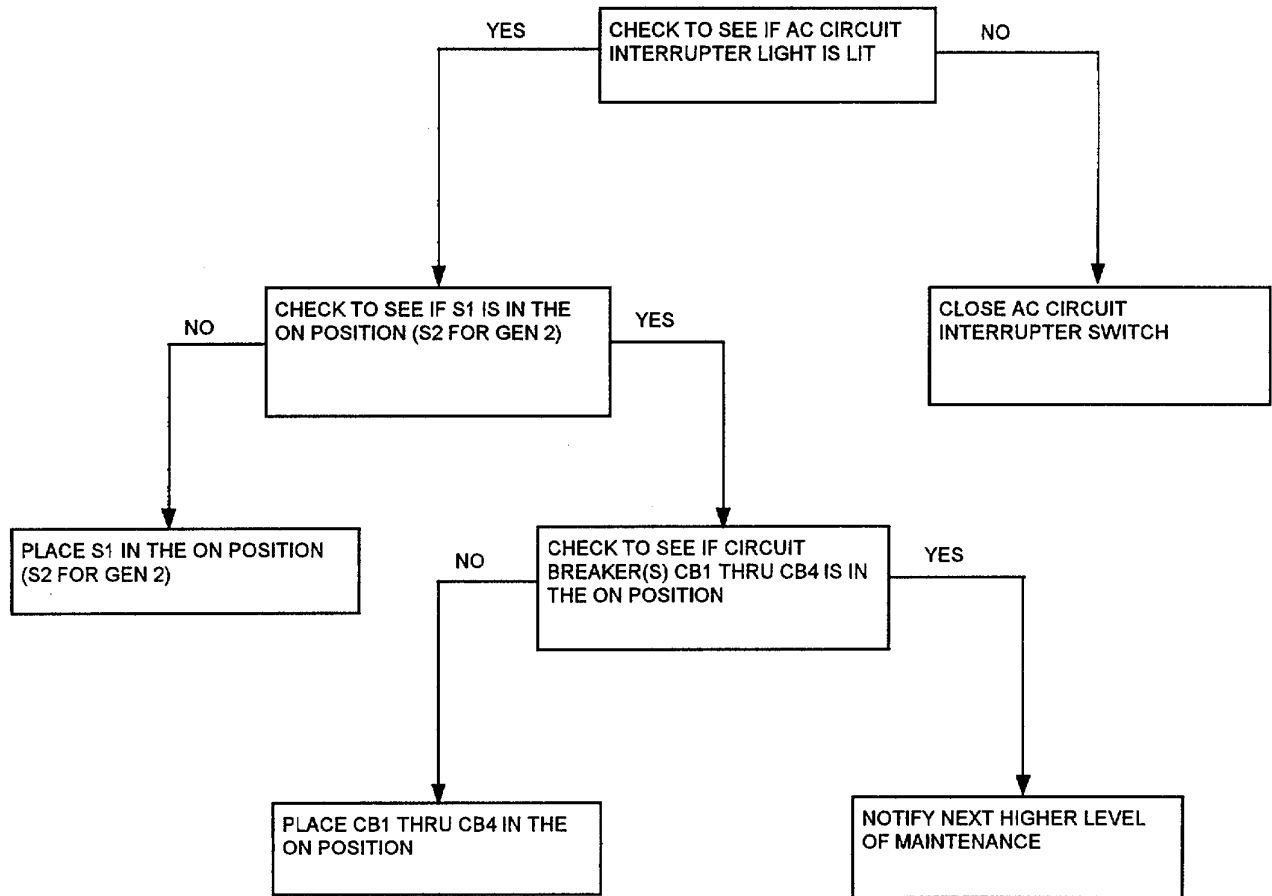 YES
CHECK TO SEE IF AC CIRCUIT
INTERRUPTER LIGHT IS LIT
NO
NO
CHECK TO SEE IF S1 IS IN THE
ON POSITION (S2 FOR GEN 2)
YES
CLOSE AC CIRCUIT
INTERRUPTER SWITCH
PLACE S1 IN THE ON POSITION
(S2 FOR GEN 2)
NO
CHECK TO SEE IF CIRCUIT
BREAKER(S) CB1 THRU CB4 IS IN
THE ON POSITION
YES
PLACE CB1 THRU CB4 IN THE
ON POSITION
NOTIFY NEXT HIGHER LEVEL
OF MAINTENANCE